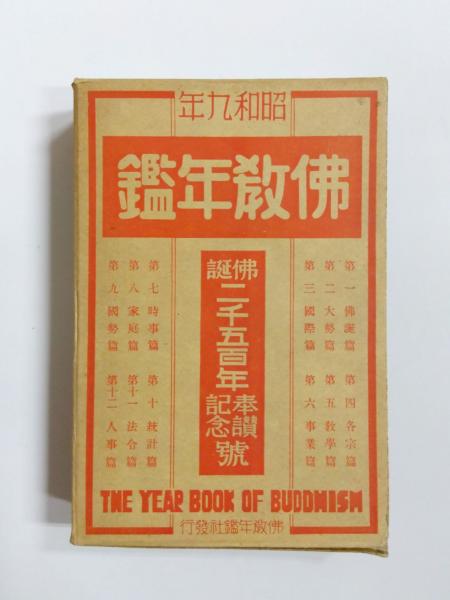 昭和九年
佛敎年鑑
佛誕
二千五百年
奉讃
記念
號
第一 佛誕篇
第二 大勢篇
第三 國際篇
第四 各宗篇
第五 敎學篇
第六 事業篇
第七 時事篇
第八 家庭篇
第九 國勢篇
第十 統計篇
第十一 法令篇
第十二 人事篇
THE YEAR BOOK OF BUDDHISM
佛敎年鑑社發行